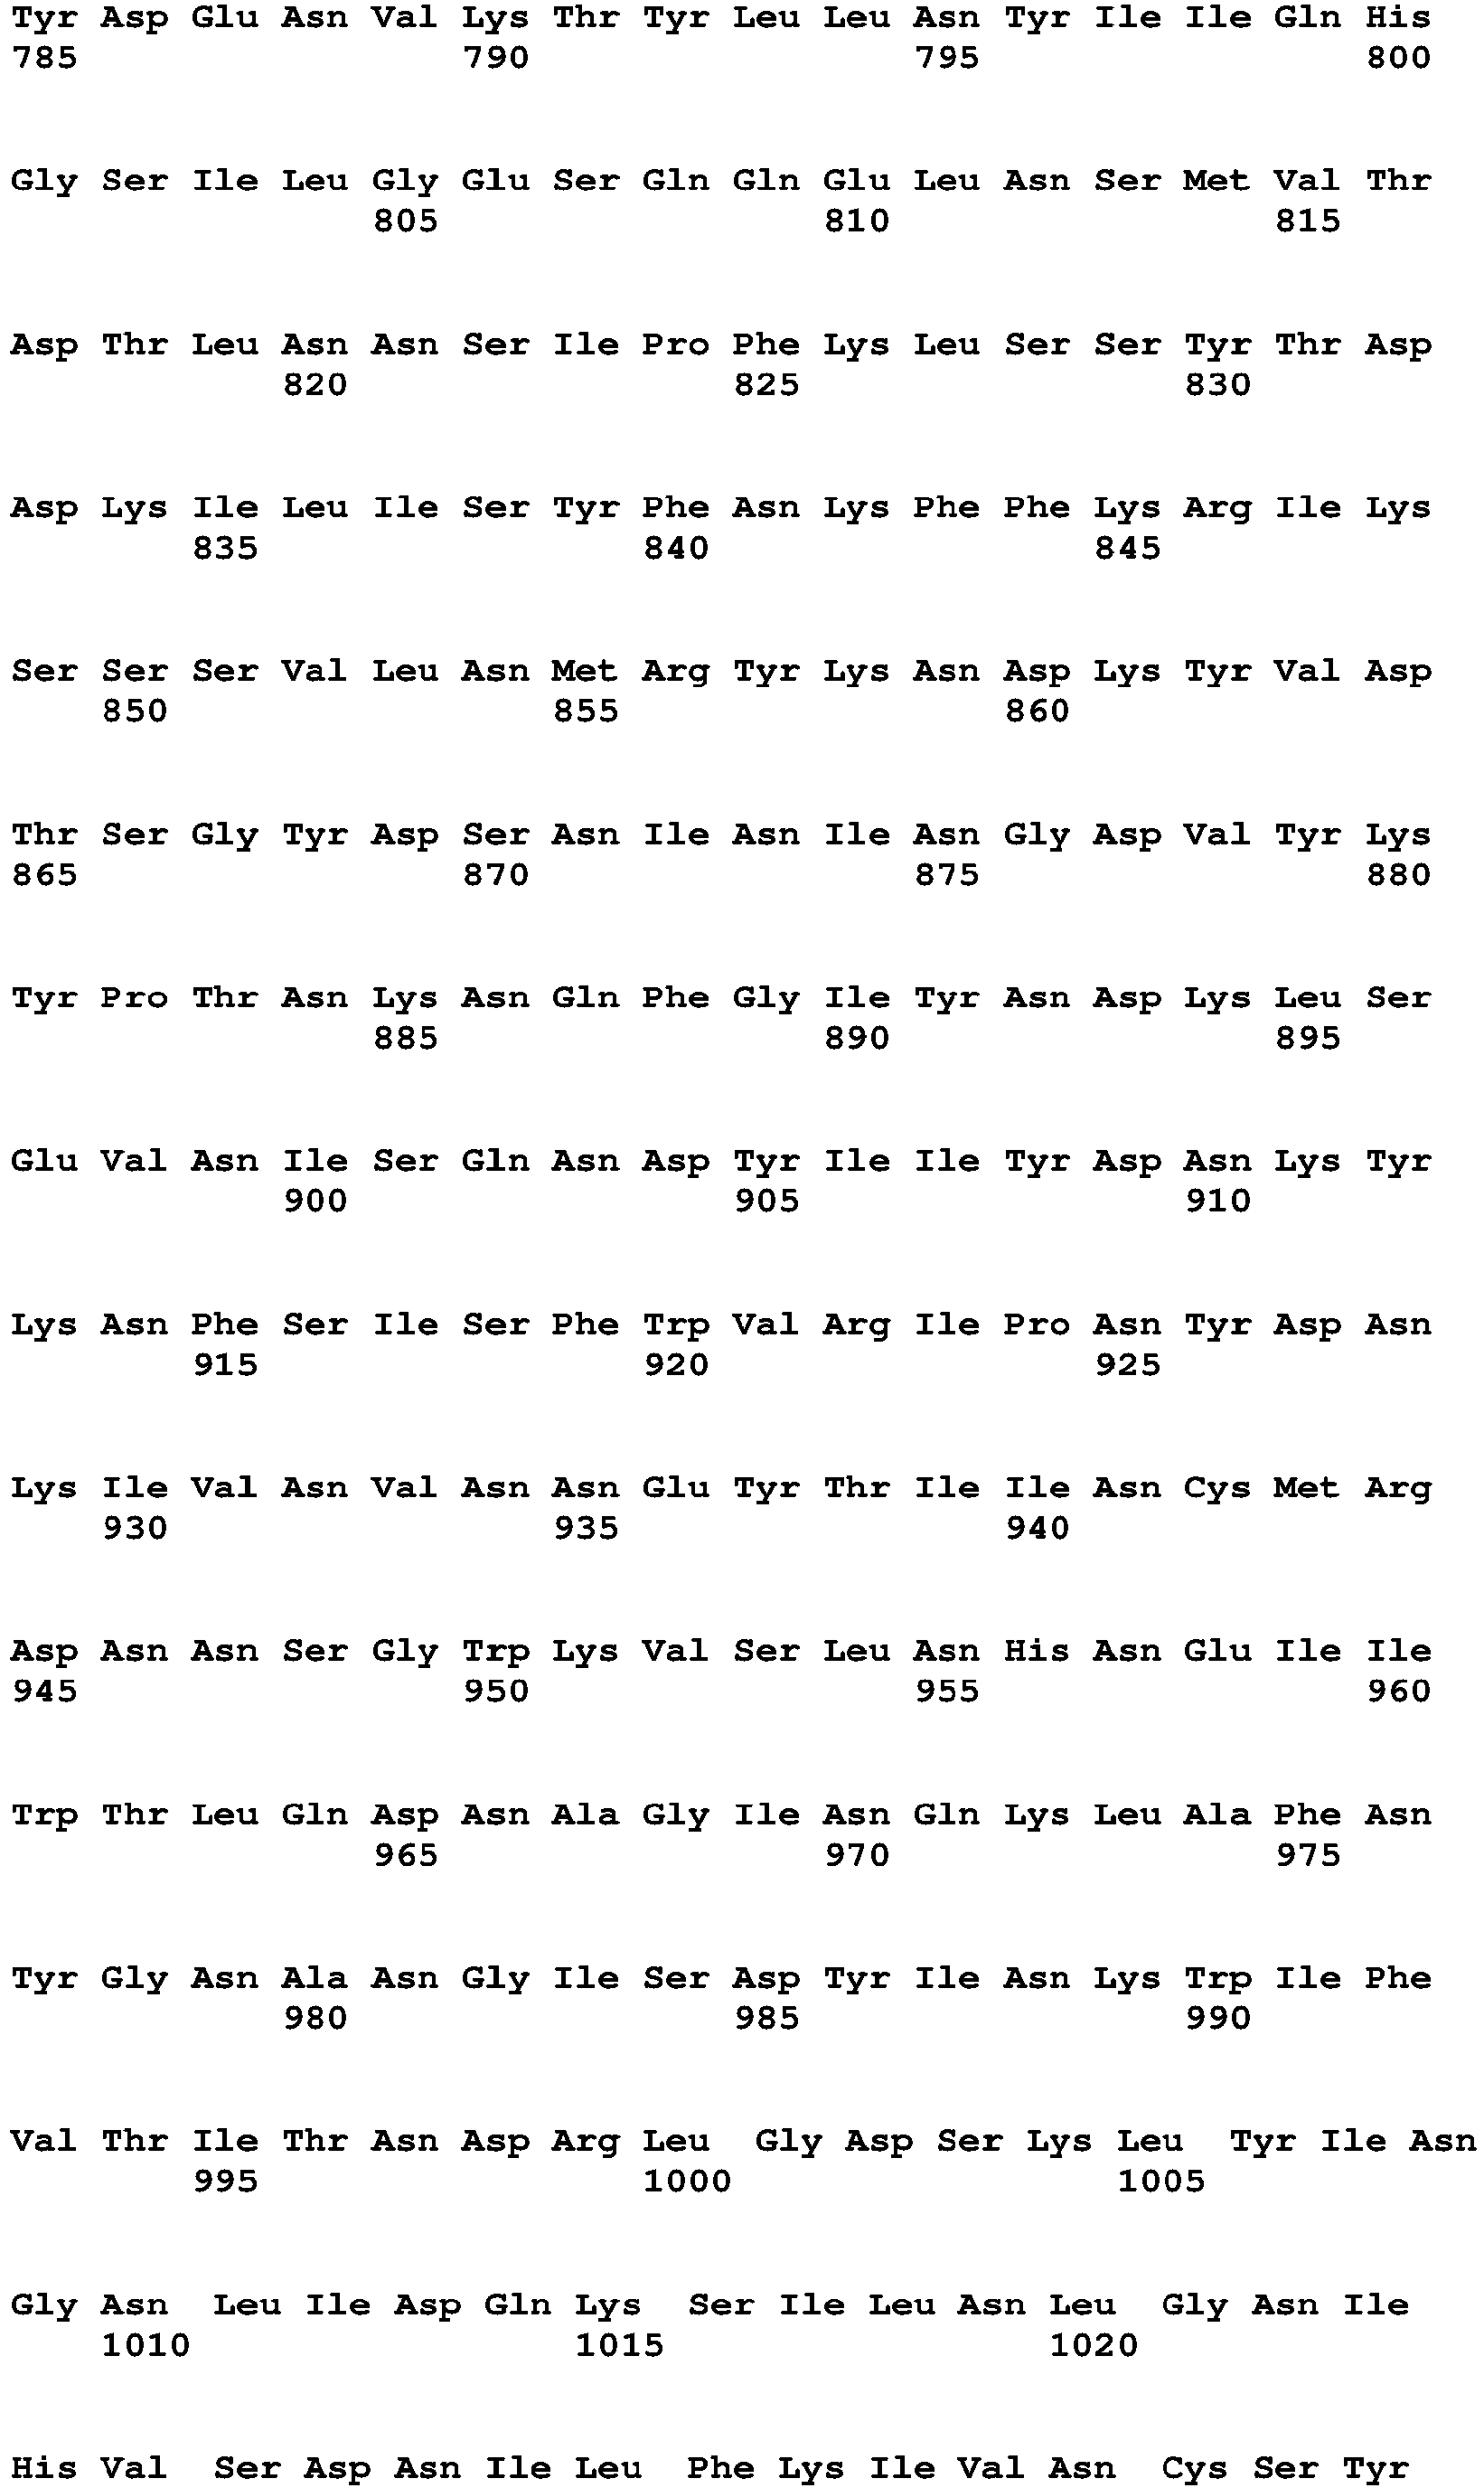 Tyr Asp Glu Asn Val Lys Thr Tyr Leu Leu Asn Tyr Ile Ile Gln His
785 790 795 800
Gly Ser Ile Leu Gly Glu Ser Gln Gln Glu Leu Asn Ser Met Val Thr
805 810 815
Asp Thr Leu Asn Asn Ser Ile Pro Phe Lys Leu Ser Ser Tyr Thr Asp
820 825 830
Asp Lys Ile Leu Ile Ser Tyr Phe Asn Lys Phe Phe Lys Arg Ile Lys
835 840 845
Ser Ser Ser Val Leu Asn Met Arg Tyr Lys Asn Asp Lys Tyr Val Asp
850 855 860
Thr Ser Gly Tyr Asp Ser Asn Ile Asn Ile Asn Gly Asp Val Tyr Lys
865 870 875 880
Tyr Pro Thr Asn Lys Asn Gln Phe Gly Ile Tyr Asn Asp Lys Leu Ser
885 890 895
Glu Val Asn Ile Ser Gln Asn Asp Tyr Ile Ile Tyr Asp Asn Lys Tyr
900 905 910
Lys Asn Phe Ser Ile Ser Phe Trp Val Arg Ile Pro Asn Tyr Asp Asn
915 920 925
Lys Ile Val Asn Val Asn Asn Glu Tyr Thr Ile Ile Asn Cys Met Arg
930 935 940
Asp Asn Asn Ser Gly Trp Lys Val Ser Leu Asn His Asn Glu Ile Ile
945 950 955 960
Trp Thr Leu Gln Asp Asn Ala Gly Ile Asn Gln Lys Leu Ala Phe Asn
965 970 975
Tyr Gly Asn Ala Asn Gly Ile Ser Asp Tyr Ile Asn Lys Trp Ile Phe
980 985 990
Val Thr Ile Thr Asn Asp Arg Leu Gly Asp Ser Lys Leu Tyr Ile Asn
995 1000 1005
Gly Asn Leu Ile Asp Gln Lys Ser Ile Leu Asn Leu Gly Asn Ile
1010 1015 1020
His Val Ser Asp Asn Ile Leu Phe Lys Ile Val Asn Cys Ser Tyr